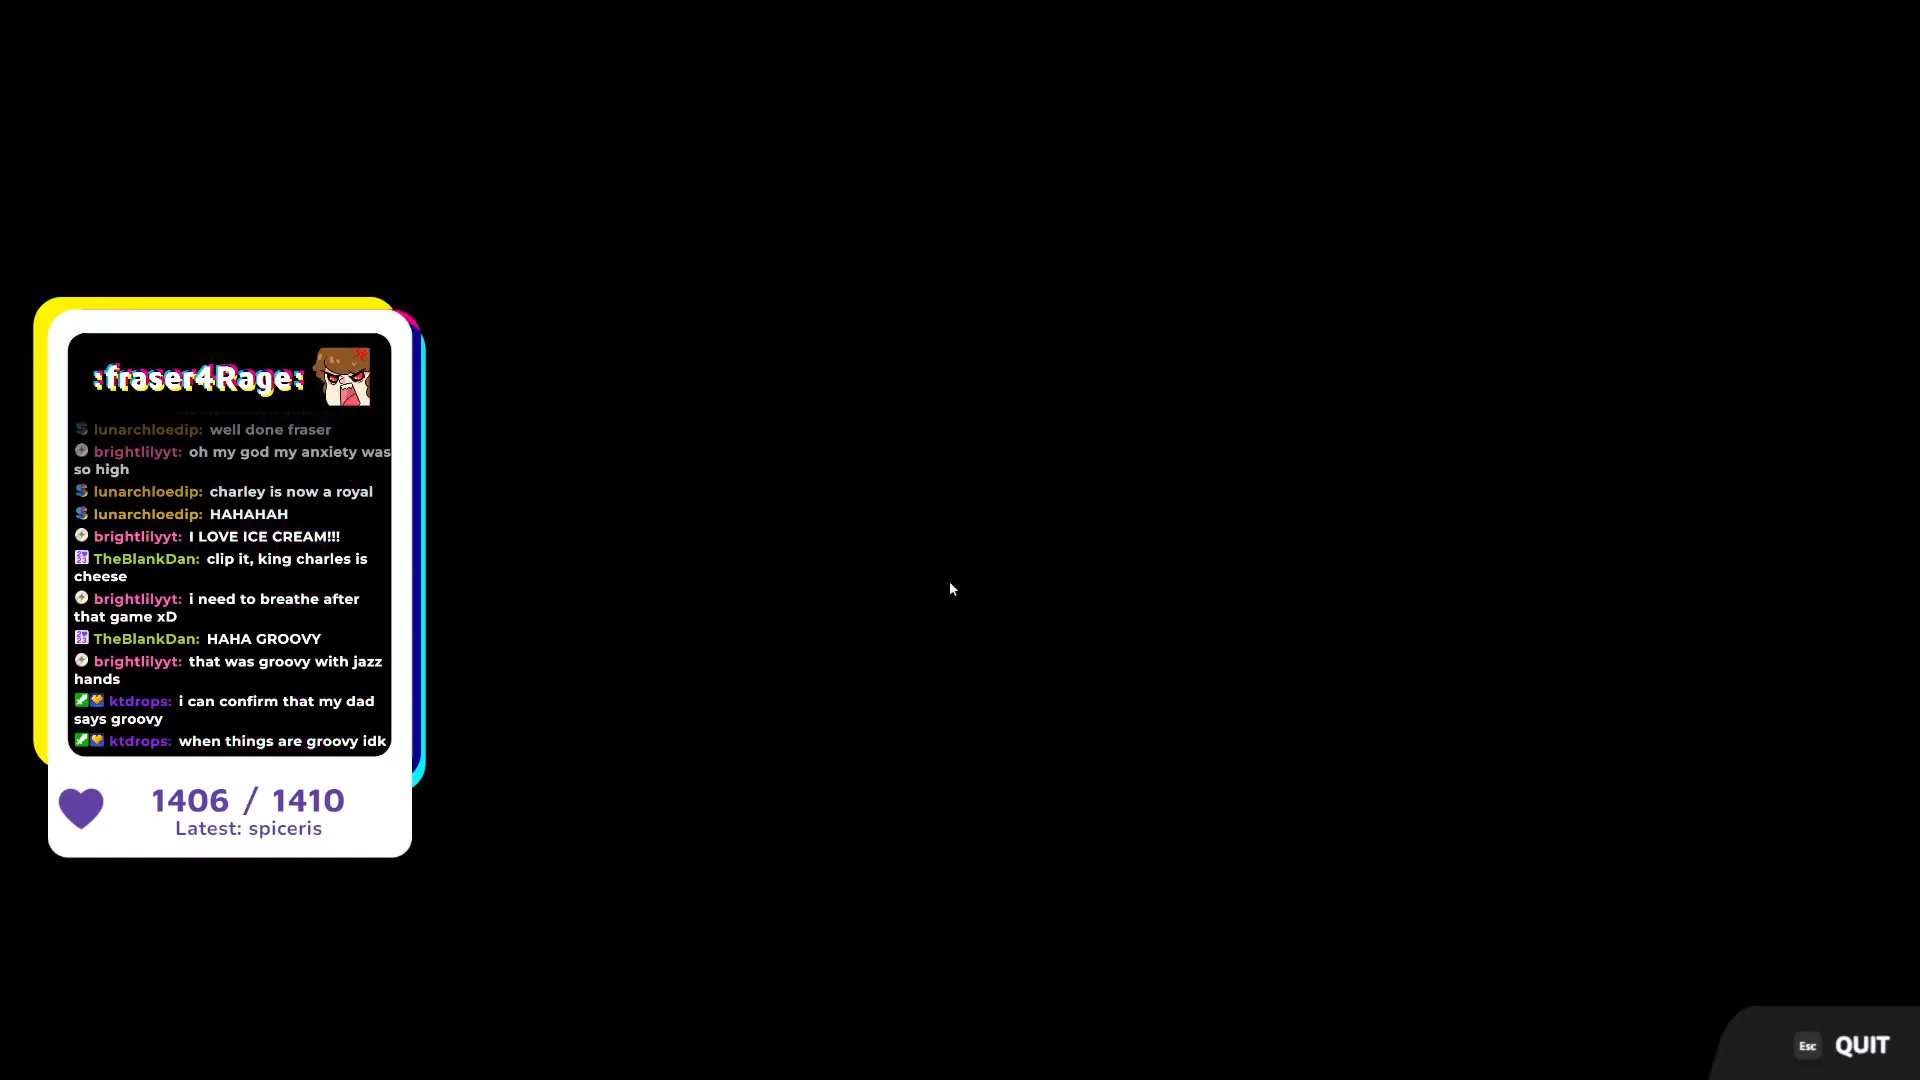 :fraser4Rage:
lunarchloedip: well done fraser
brightlilyyt: oh my god my anxiety was
so high
lunarchloedip: charley is now a royal
lunarchloedip: HAHAHAH
brightlilyyt: I LOVE ICE CREAM!!!
TheBlankDan: clip it, king charles is
cheese
brightlilyyt: i need to breathe after
that game xD
TheBlankDan: HAHA GROOVY
brightlilyyt: that was groovy with jazz
hands
ktdrops: i can confirm that my dad
says groovy
ktdrops: when things are groovy idk
1406 / 1410
Latest: spiceris
Esc QUIT